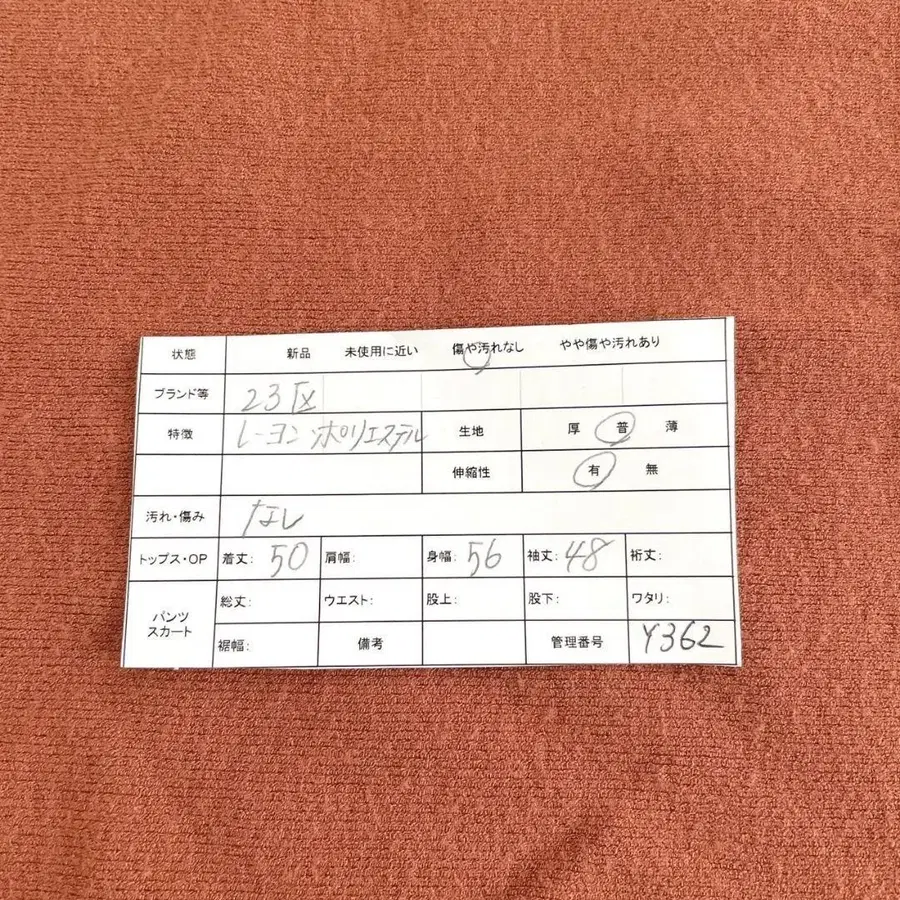 状態 新品 未使用に近い 傷や汚れなし やや傷や汚れあり
ブランド等 23区
特徴 レーヨン、ポリエステル 生地 厚 普 薄
伸縮性 有 無
汚れ・傷み なし
トップス・OP 着丈: 50 肩幅: 身幅: 56 袖丈: 48 裄丈:
パンツ
スカート
総丈: ウエスト: 股上: 股下: ワタリ:
裾幅: 備考 管理番号 Y362